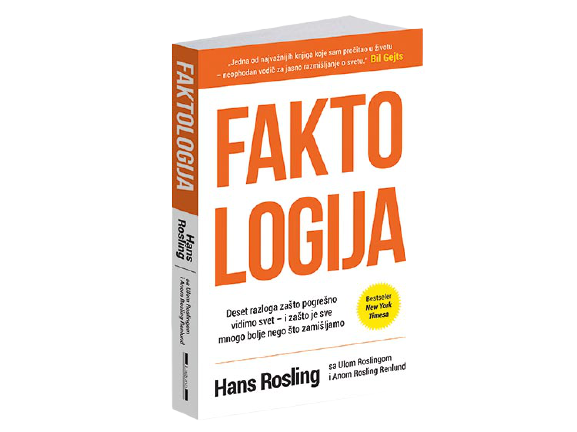 „Jedna od najvažnijih knjiga koje sam pročitao u životu
– neophodan vodič za jasno razmišljanje o svetu.“ Bil Gejts
FAKTO
LOGIJA
Deset razloga zašto pogrešno
vidimo svet – i zašto je sve
mnogo bolje nego što zamišljamo
Bestseler
New York
Timesa
Hans Rosling
sa Ulom Roslingom
i Anom Rosling Renlund
FAKTOLOGIJA
Hans
Rosling
sa Ulom Roslingom
i Anom Rosling Renlund